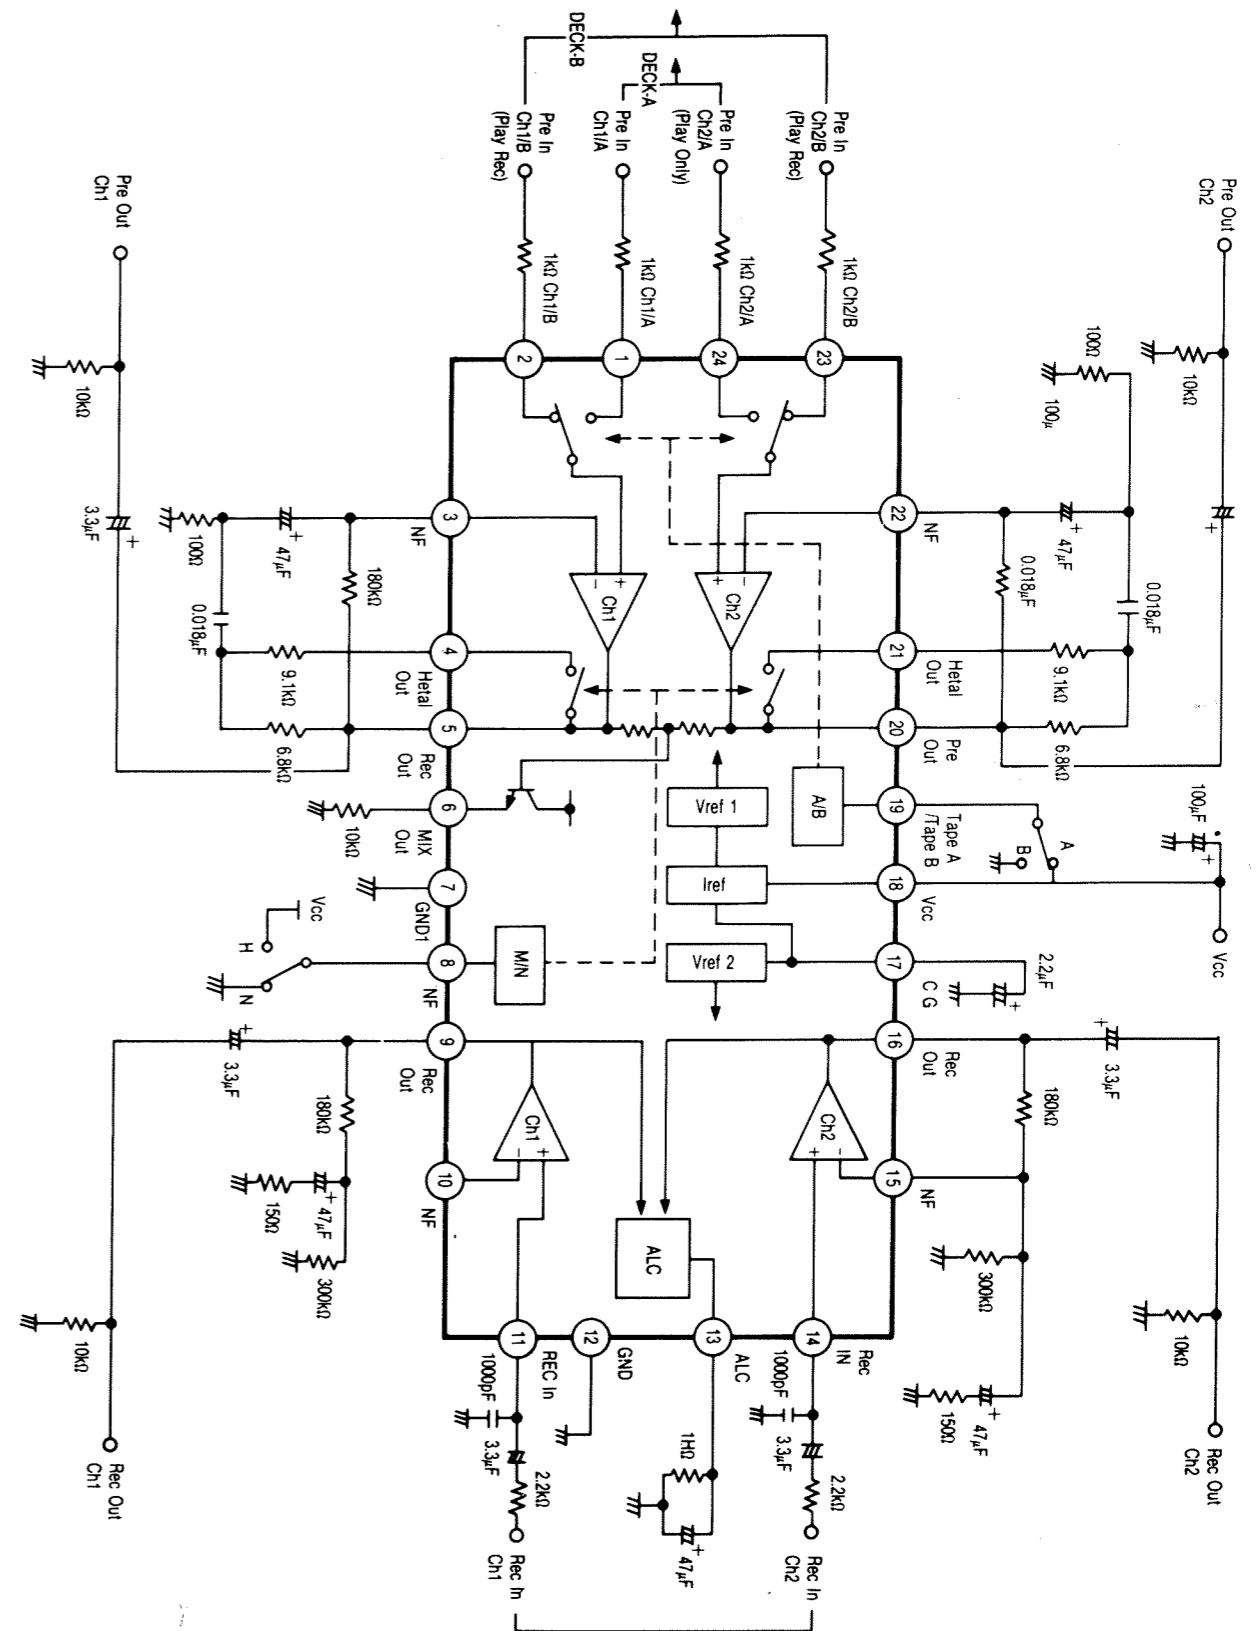 DECK-B
DECK-A
Pre In
Ch1/B
(Play Rec)
Pre In
Ch1/A
Pre In
Ch2/A
(Play Only)
Pre In
Ch2/B
(Play Rec)
1kΩ Ch1/B
1kΩ Ch1/A
1kΩ Ch2/A
1kΩ Ch2/B
2
1
24
23
Pre Out
Ch1
10kΩ
3.3μF
+
Pre Out
Ch2
10kΩ
+
100Ω
100μ
47μF
+
0.018μF
0.018μF
9.1kΩ
6.8kΩ
100Ω
47μF
+
180kΩ
0.018μF
9.1kΩ
6.8kΩ
3
NF
4
Hetal
Out
5
Rec
Out
6
MIX
Out
10kΩ
7
GND1
8
NF
Vcc
H
N
9
Rec
Out
10
NF
22
NF
21
Hetal
Out
20
Pre
Out
19
Tape A
/Tape B
A
B
18
Vcc
100μF
+
Vcc
17
C G
2.2μF
+
16
Rec
Out
15
NF
+
-
Ch1
+
-
Ch2
A/B
Vref 1
Iref
Vref 2
M/N
Ch1
-
+
Ch2
+
-
ALC
+
3.3μF
180kΩ
+
47μF
150Ω
300kΩ
10kΩ
Rec Out
Ch1
+
3.3μF
180kΩ
300kΩ
+
47μF
150Ω
10kΩ
Rec Out
Ch2
11
REC In
12
GND
13
ALC
14
Rec
IN
1000pF
3.3μF
2.2kΩ
Rec In
Ch1
1HΩ
+
47μF
1000pF
3.3μF
2.2kΩ
Rec In
Ch2